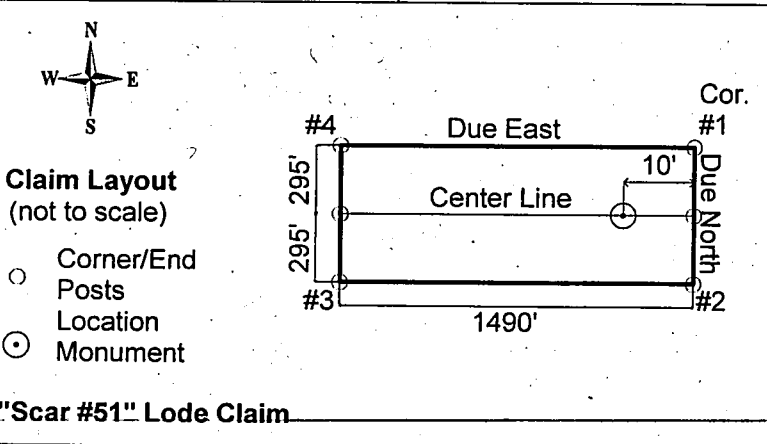 N
W E
S
Cor.
#4 Due East #1
10'
Claim Layout
(not to scale)
295'
Center Line
Due North
295'
Corner/End
Posts
Location
Monument
#3
#2
1490'
"Scar #51" Lode Claim